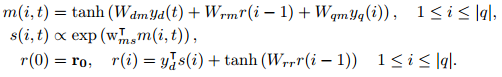 m(i, t) = tanh (W_{dm}y_d(t) + W_{rm}r(i − 1) + W_{qm}y_q(i)) , 1 ≤ i ≤ |q|,
s(i, t) ∝ exp (w_{ms}^⊺ m(i, t)) ,
r(0) = r_0, r(i) = y_d^⊺ s(i) + tanh (W_{rr}r(i − 1)) 1 ≤ i ≤ |q|.